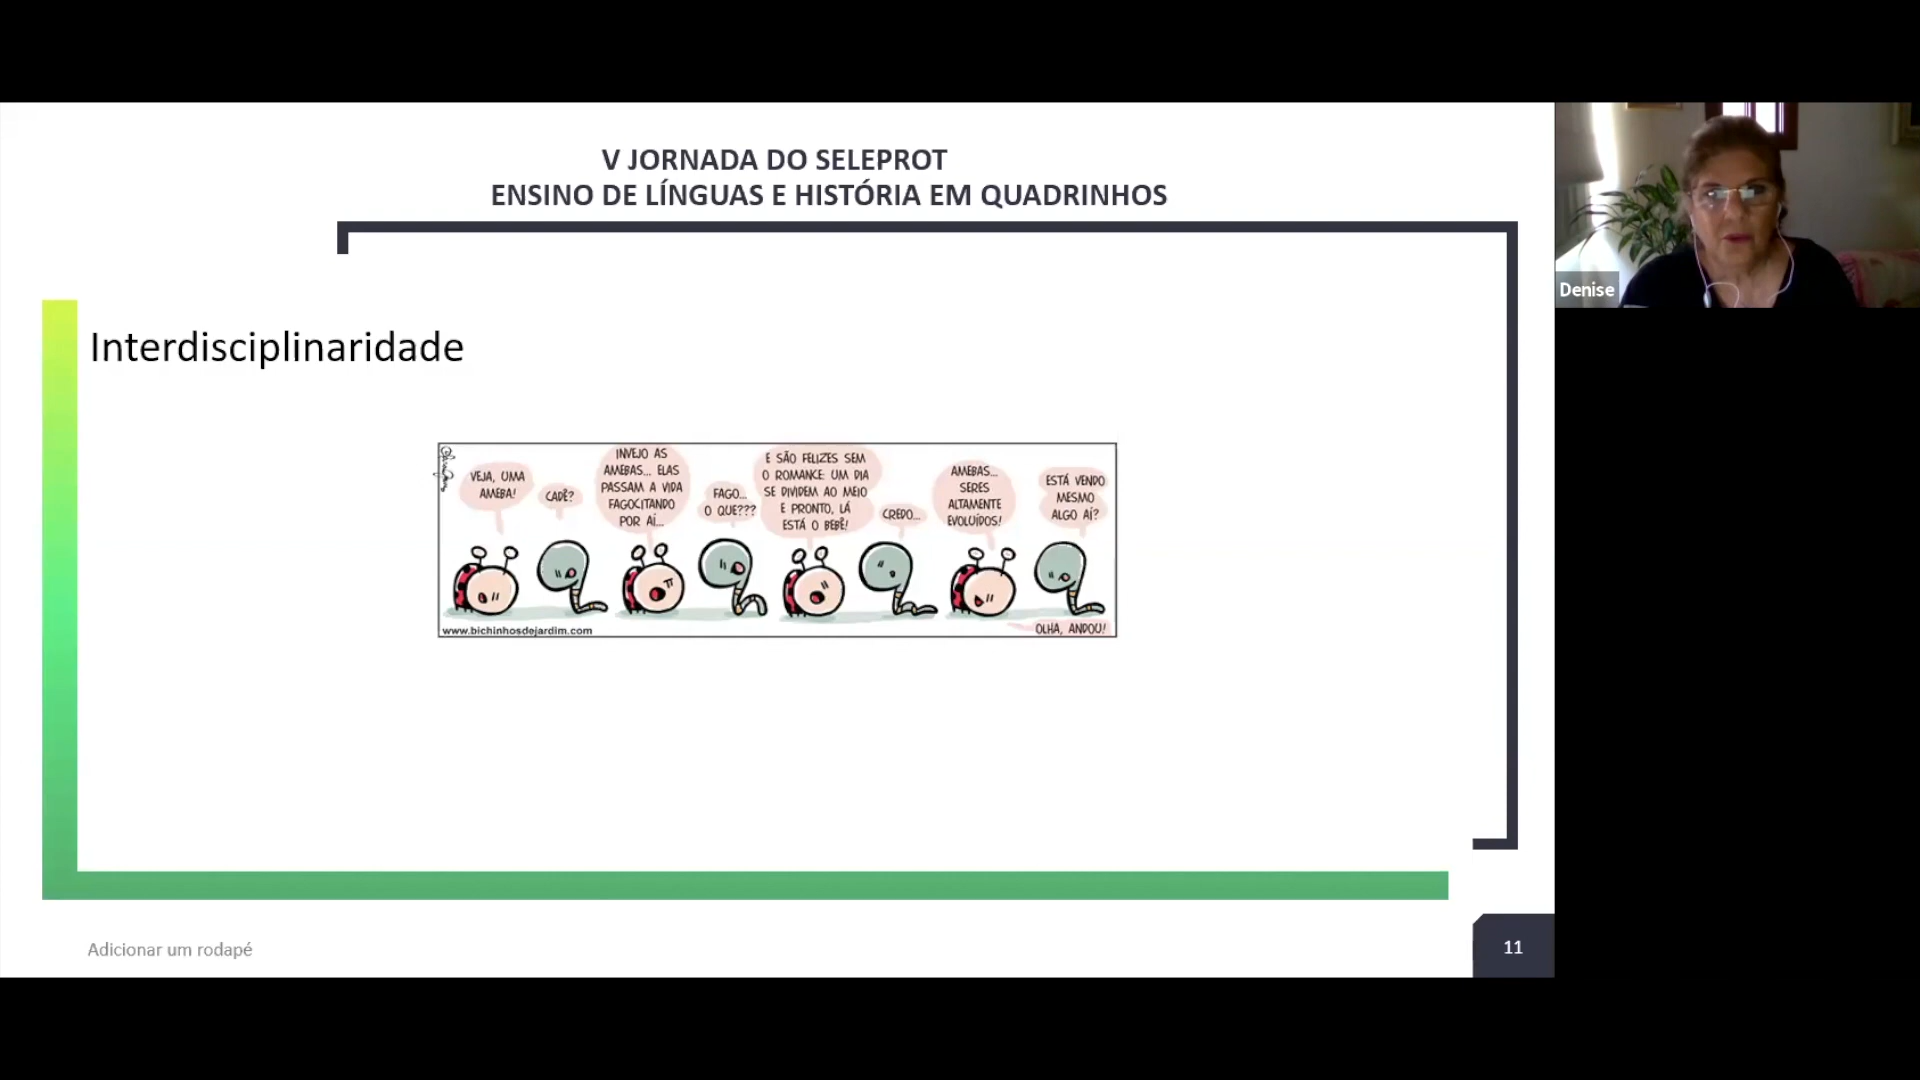 V JORNADA DO SELEPROT
ENSINO DE LÍNGUAS E HISTÓRIA EM QUADRINHOS
Denise
Interdisciplinaridade
VEJA, UMA
AMEBA!
CADÊ?
INVEJO AS
AMEBAS... ELAS
PASSAM A VIDA
FAGOCITANDO
POR AÍ...
FAGO...
O QUE???
E SÃO FELIZES SEM
O ROMANCE: UM DIA
SE DIVIDEM AO MEIO
E PRONTO, LÁ
ESTÁ O BEBÊ!
CREDO...
AMEBAS...
SERES
ALTAMENTE
EVOLUÍDOS!
ESTÁ VENDO
MESMO
ALGO AÍ?
OLHA, ANDOU!
www.bichinhosdejardim.com
Adicionar um rodapé
11